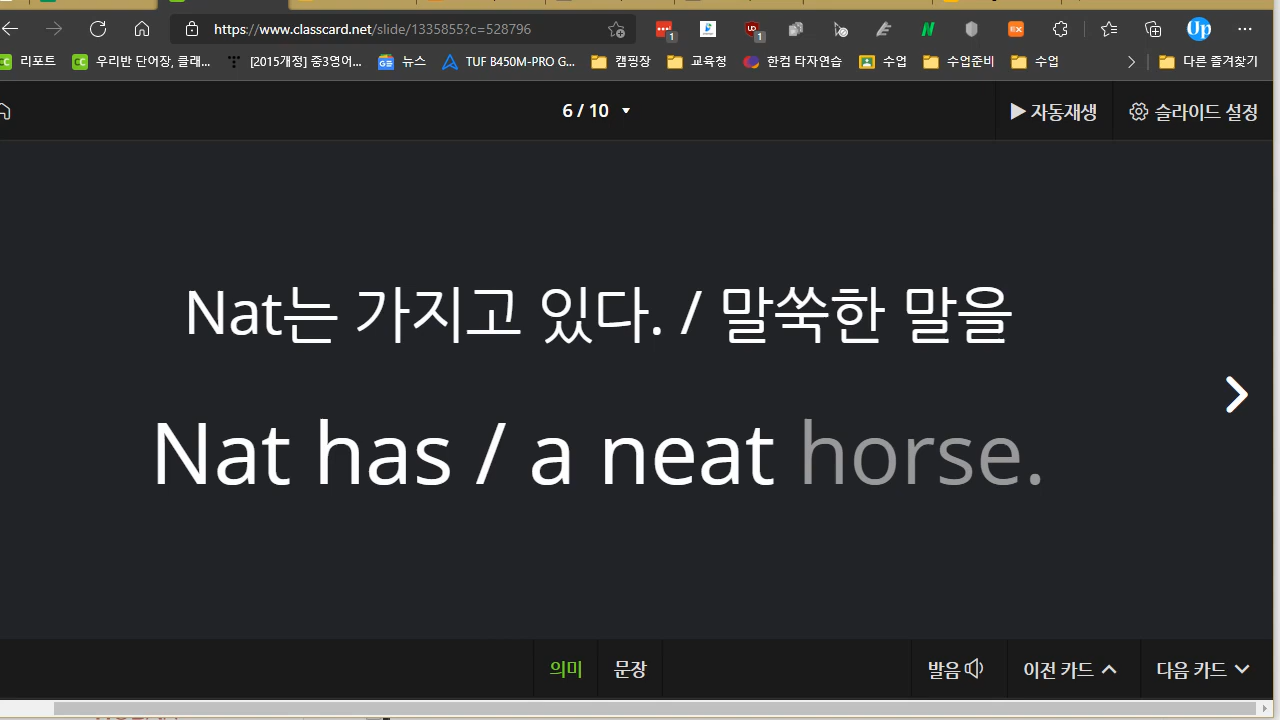 https://www.classcard.net/slide/1335855?c=528796
1
UD
1
N
EX
Up
리포트
우리반 단어장, 클래...
[2015개정] 중3영어...
뉴스
TUF B450M-PRO G...
캠핑장
교육청
한컴 타자연습
수업
수업준비
수업
다른 즐겨찾기
6 / 10
자동재생
슬라이드 설정
Nat는 가지고 있다. / 말쑥한 말을
Nat has / a neat horse.
의미
문장
발음
이전 카드
다음 카드